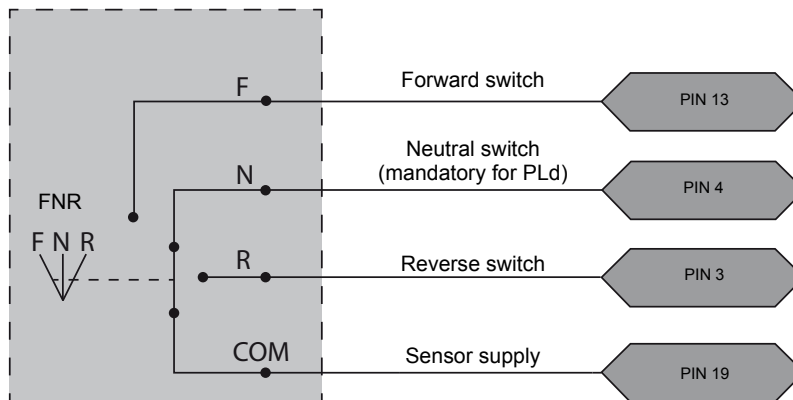 F
Forward switch
PIN 13
Neutral switch
(mandatory for PLd)
N
PIN 4
FNR
F N R
R
Reverse switch
PIN 3
COM
Sensor supply
PIN 19